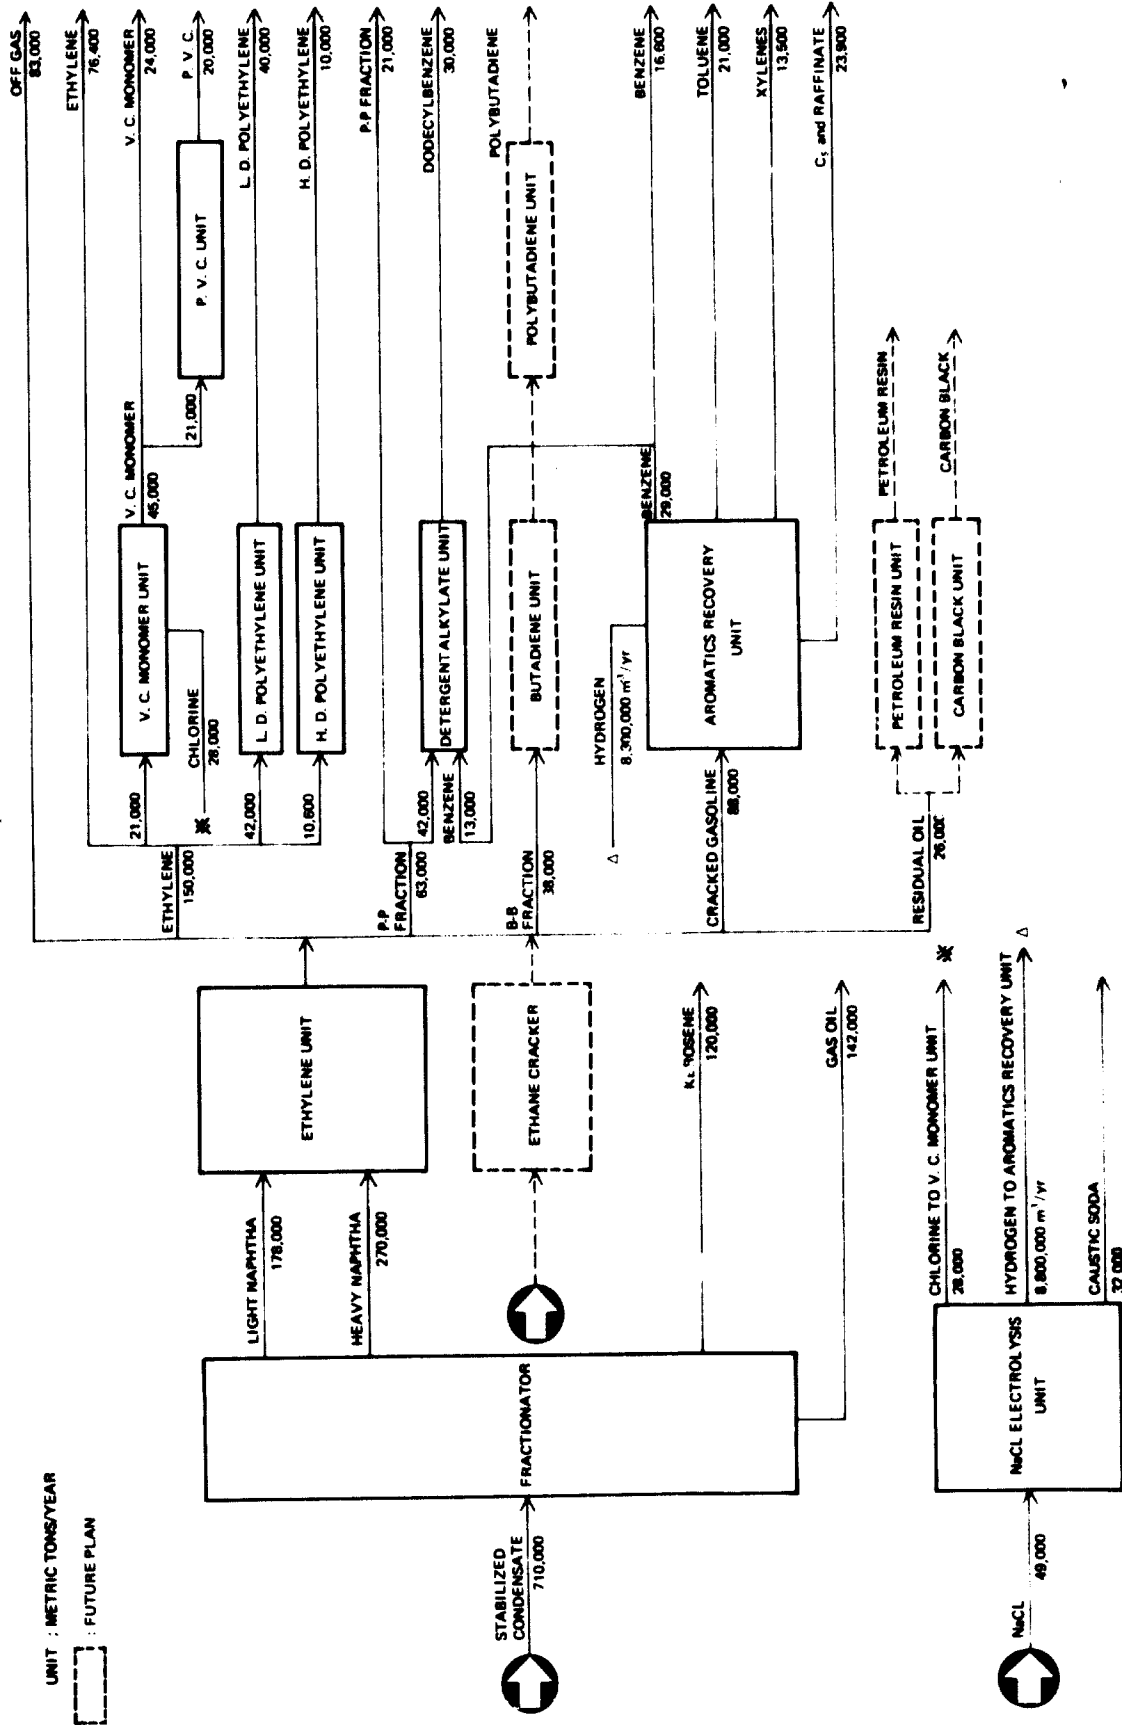 UNIT ; METRIC TONS/YEAR
: FUTURE PLAN
STABILIZED
CONDENSATE
710,000
FRACTIONATOR
LIGHT NAPHTHA
178,000
HEAVY NAPHTHA
270,000
ETHYLENE UNIT
ETHANE CRACKER
120,000
GAS OIL
142,000
NaCL
49,000
NaCL ELECTROLYSIS
UNIT
CHLORINE TO V. C. MONOMER UNIT
28,000
※
HYDROGEN TO AROMATICS RECOVERY UNIT
8,800,000 m³/yr
△
CAUSTIC SODA
32,000
OFF GAS
83,000
ETHYLENE
150,000
ETHYLENE
76,400
21,000
V. C. MONOMER UNIT
CHLORINE
28,000
※
V. C. MONOMER
45,000
V. C. MONOMER
24,000
21,000
P. V. C. UNIT
P. V. C.
20,000
42,000
L. D. POLYETHYLENE UNIT
L. D. POLYETHYLENE
40,000
10,600
H. D. POLYETHYLENE UNIT
H. D. POLYETHYLENE
10,000
P-P
FRACTION
63,000
P-P FRACTION
21,000
42,000
BENZENE
13,000
DETERGENT ALKYLATE UNIT
DODECYLBENZENE
30,000
B-B
FRACTION
38,000
BUTADIENE UNIT
POLYBUTADIENE UNIT
POLYBUTADIENE
HYDROGEN
8,300,000 m³/yr
△
CRACKED GASOLINE
88,000
AROMATICS RECOVERY
UNIT
BENZENE
29,000
BENZENE
16,600
TOLUENE
21,000
XYLENES
13,500
C₅ and RAFFINATE
23,900
RESIDUAL OIL
26,000
PETROLEUM RESIN UNIT
PETROLEUM RESIN
CARBON BLACK UNIT
CARBON BLACK